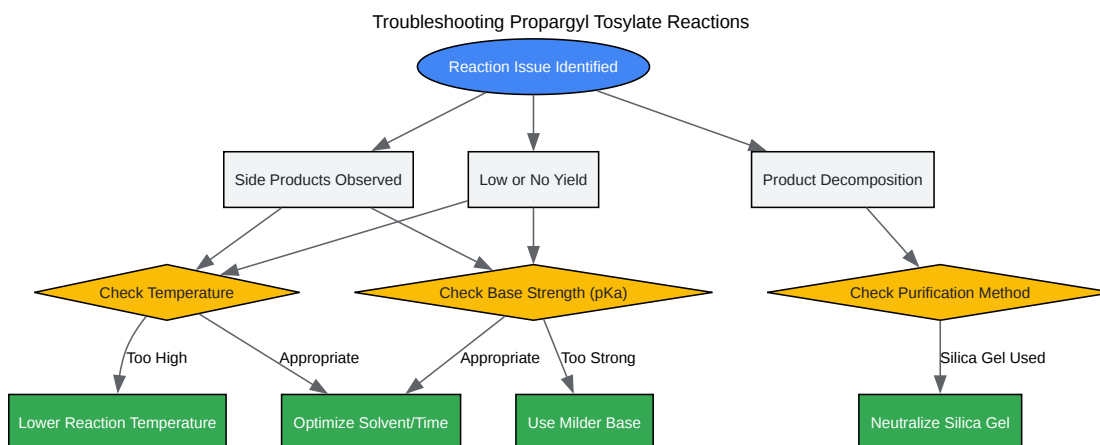 Troubleshooting Propargyl Tosylate Reactions
Reaction Issue Identified
Side Products Observed
Low or No Yield
Product Decomposition
Check Temperature
Check Base Strength (pKa)
Check Purification Method
Too High
Appropriate
Appropriate
Too Strong
Silica Gel Used
Lower Reaction Temperature
Optimize Solvent/Time
Use Milder Base
Neutralize Silica Gel